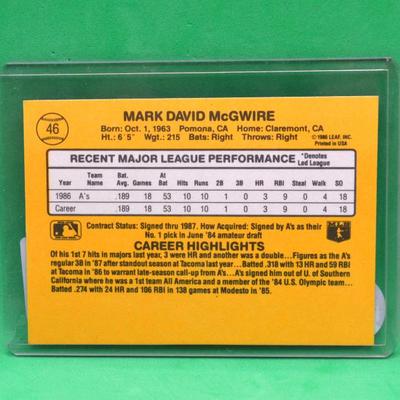 46
MARK DAVID McGWIRE
Born: Oct. 1, 1963 Pomona, CA Home: Claremont, CA
Ht.: 6'5" Wgt.: 215 Bats: Right Throws: Right
©1986 LEAF, INC.
Printed in USA
RECENT MAJOR LEAGUE PERFORMANCE *Denotes Led League
Year Team Name Bat. Avg. Games At Bat Hits Runs 2B 3B HR RBI Steal Walk SO
1986 A's .189 18 53 10 10 1 0 3 9 0 4 18
Career .189 18 53 10 10 1 0 3 9 0 4 18
Contract Status: Signed thru 1987. How Acquired: Signed by A's as their
No. 1 pick in June '84 amateur draft
CAREER HIGHLIGHTS
Of his 1st 7 hits in majors last year, 3 were HR and another was a double...Figures as the A's
regular 3B in '87 after standout season at Tacoma last year...Batted .318 with 13 HR and 59 RBI
at Tacoma in '86 to warrant late-season call-up from A's...A's signed him out of U. of Southern
California where he was a 1st team All America and a member of the '84 U.S. Olympic team...
Batted .274 with 24 HR and 106 RBI in 138 games at Modesto in '85.